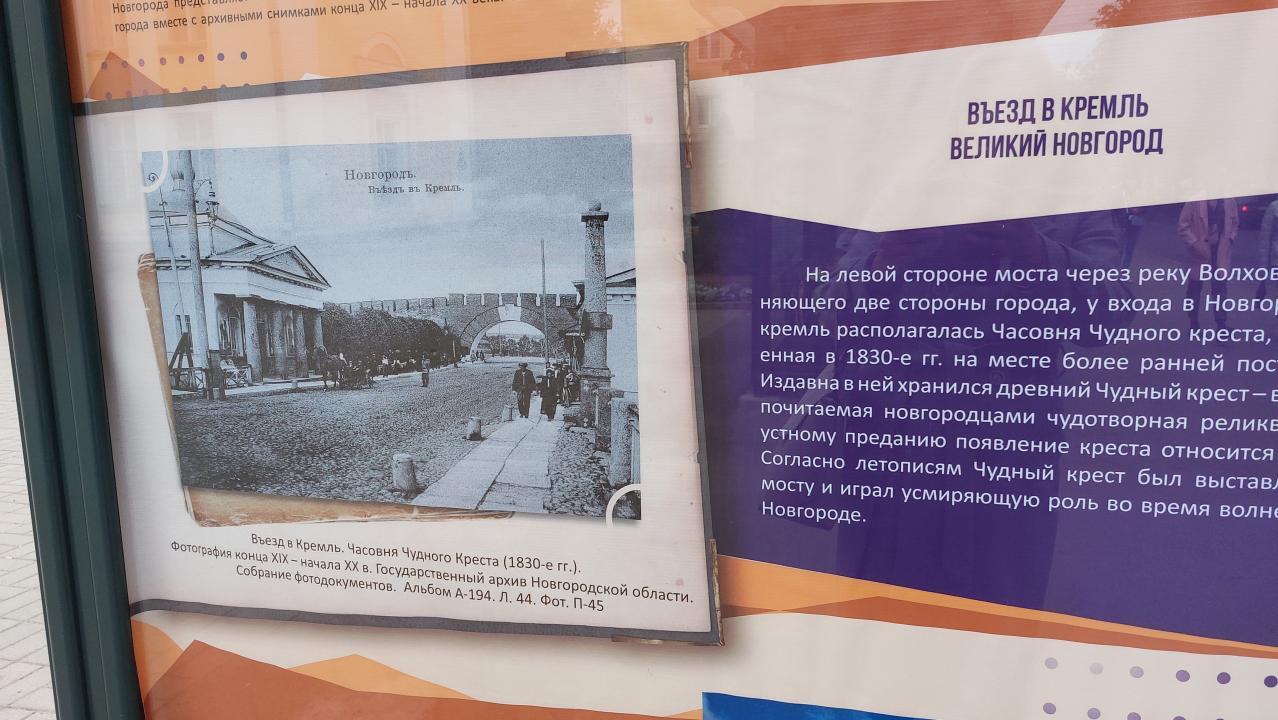 Новгорода
города вместе с архивными снимками конца XIX – начала XX века.
Новгородъ.
Въѣздъ въ Кремль.
Въезд в Кремль. Часовня Чудного Креста (1830-е гг.).
Фотография конца XIX – начала XX в. Государственный архив Новгородской области.
Собрание фотодокументов. Альбом А-194. Л. 44. Фот. П-45
ВЪЕЗД В КРЕМЛЬ
ВЕЛИКИЙ НОВГОРОД
На левой стороне моста через реку Волхов
няющего две стороны города, у входа в Новгор
кремль располагалась Часовня Чудного креста,
енная в 1830-е гг. на месте более ранней пост
Издавна в ней хранился древний Чудный крест – в
почитаемая новгородцами чудотворная реликв
устному преданию появление креста относится
Согласно летописям Чудный крест был выставл
мосту и играл усмиряющую роль во время волне
Новгороде.